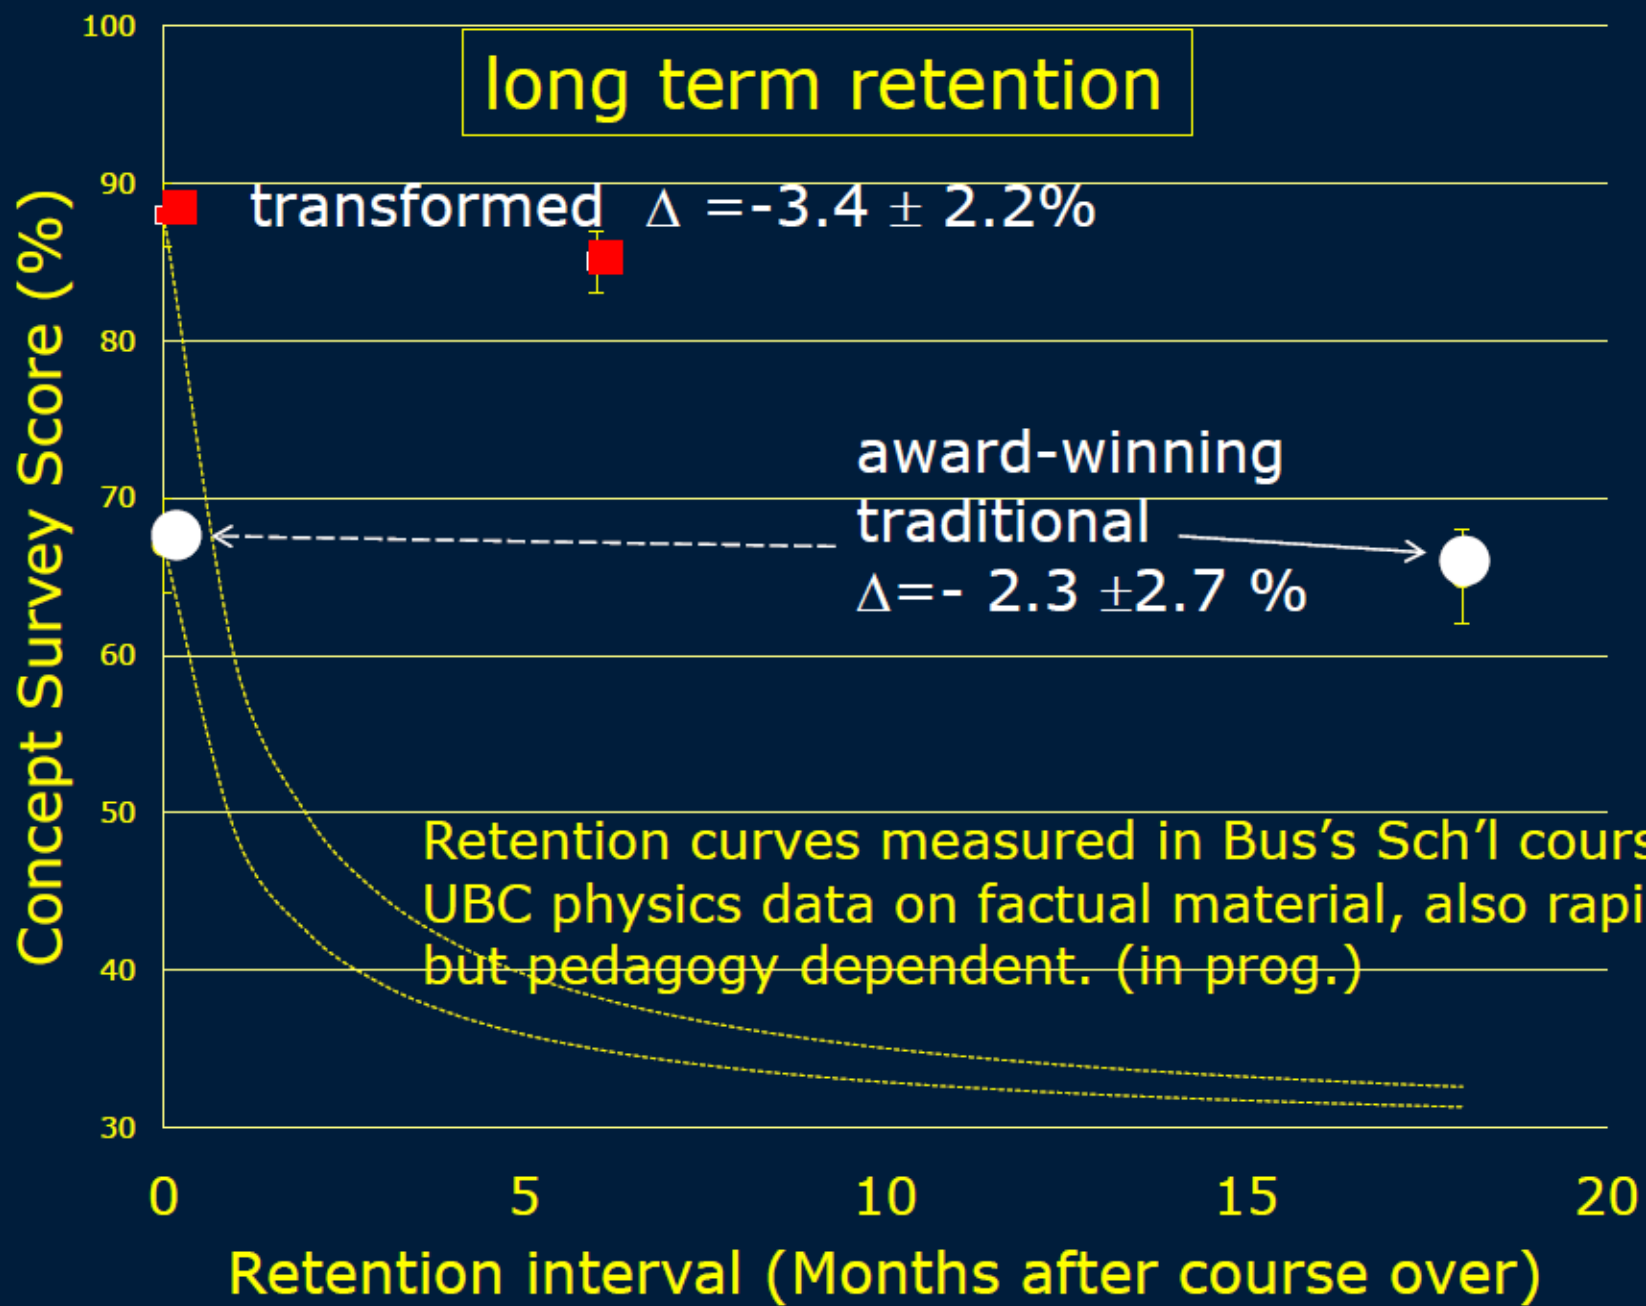 long term retention
100
90
80
70
60
50
40
30
Concept Survey Score (%)
transformed Δ =-3.4 ± 2.2%
award-winning
traditional
Δ=- 2.3 ±2.7 %
Retention curves measured in Bus's Sch'l cours
UBC physics data on factual material, also rapi
but pedagogy dependent. (in prog.)
0 5 10 15 20
Retention interval (Months after course over)